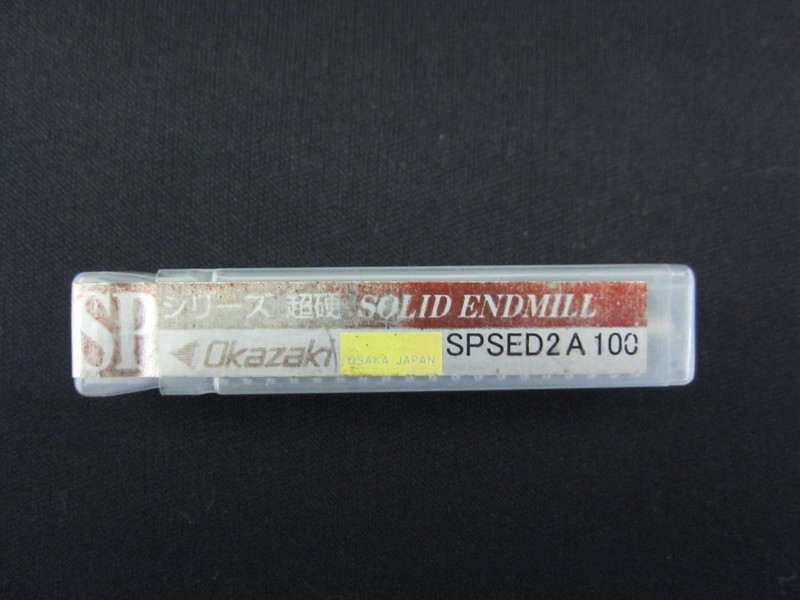 SP シリーズ 超硬 SOLID ENDMILL
Okazaki OSAKA JAPAN SPSED2A100